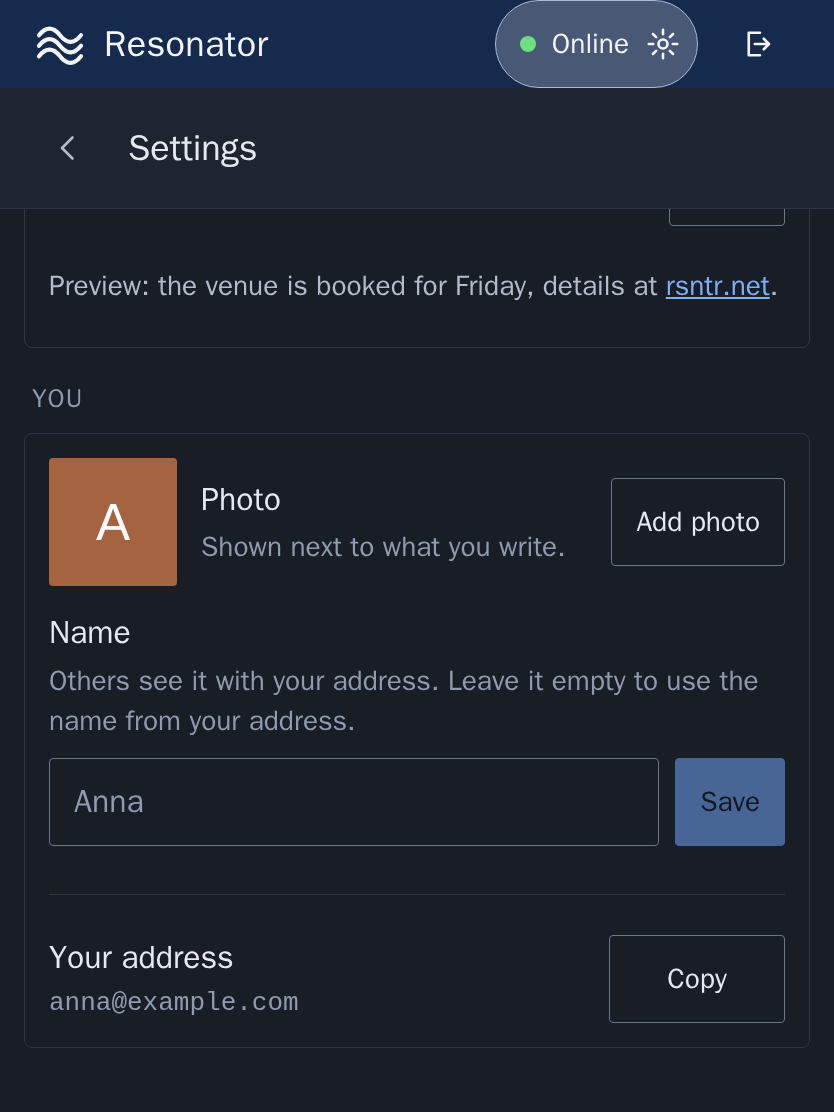 Resonator
Online
Settings
Preview: the venue is booked for Friday, details at rsntr.net.
YOU
A
Photo
Shown next to what you write.
Add photo
Name
Others see it with your address. Leave it empty to use the
name from your address.
Anna
Save
Your address
anna@example.com
Copy